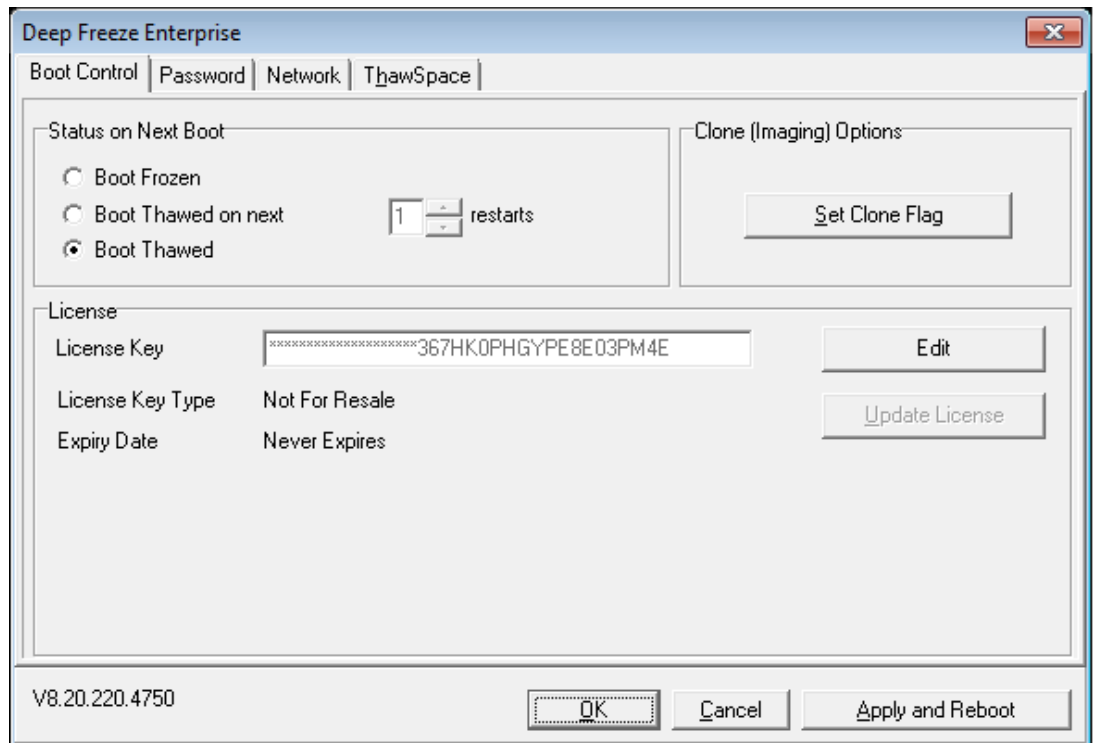 Deep Freeze Enterprise
Boot Control Password Network ThawSpace
Status on Next Boot
Boot Frozen
Boot Thawed on next 1 restarts
Boot Thawed
Clone (Imaging) Options
Set Clone Flag
License
License Key ********************367HK0PHGYPE8E03PM4E Edit
License Key Type Not For Resale Update License
Expiry Date Never Expires
V8.20.220.4750 OK Cancel Apply and Reboot